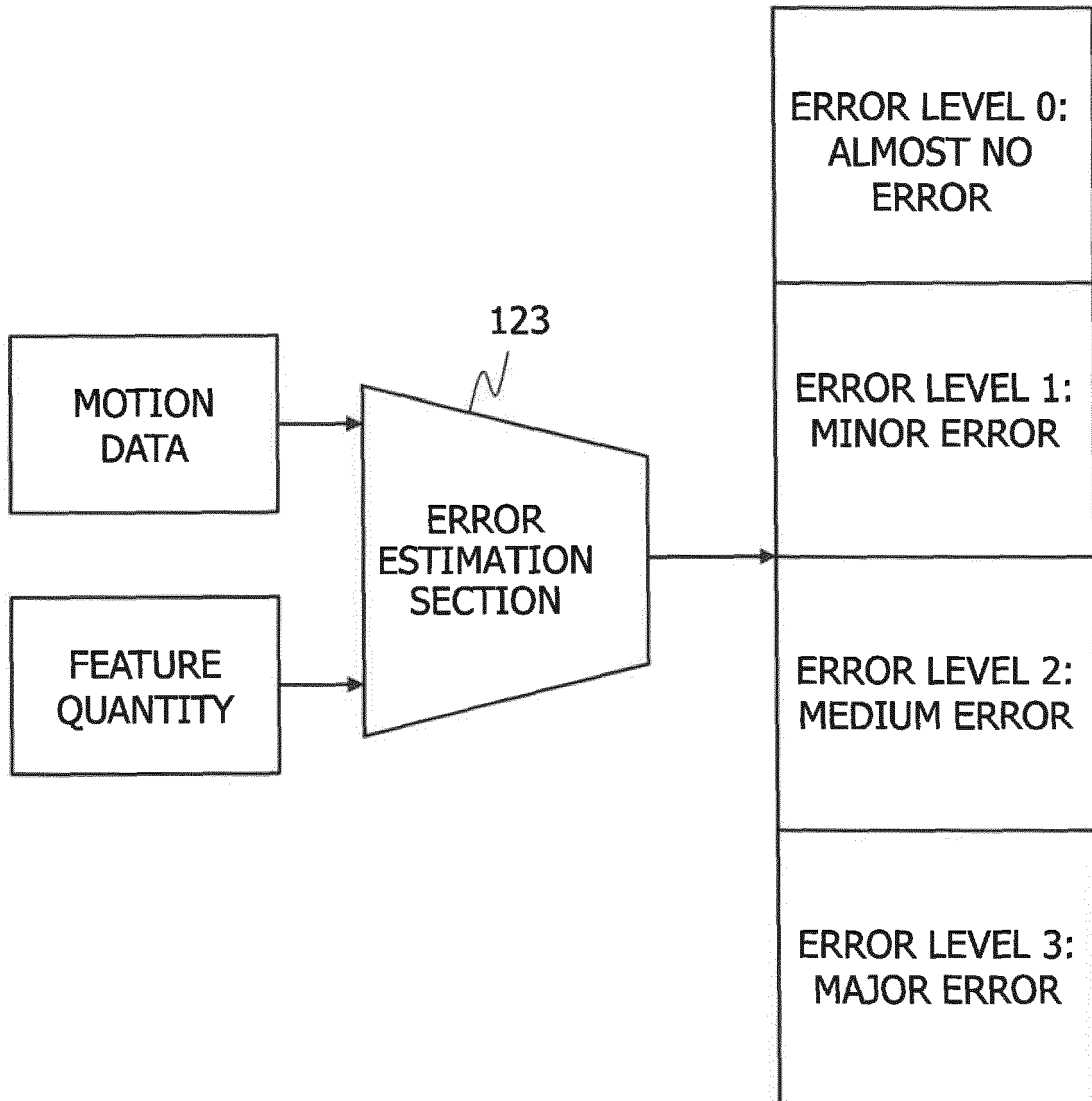 MOTION
DATA
FEATURE
QUANTITY
123
ERROR
ESTIMATION
SECTION
ERROR LEVEL 0:
ALMOST NO
ERROR
ERROR LEVEL 1:
MINOR ERROR
ERROR LEVEL 2:
MEDIUM ERROR
ERROR LEVEL 3:
MAJOR ERROR